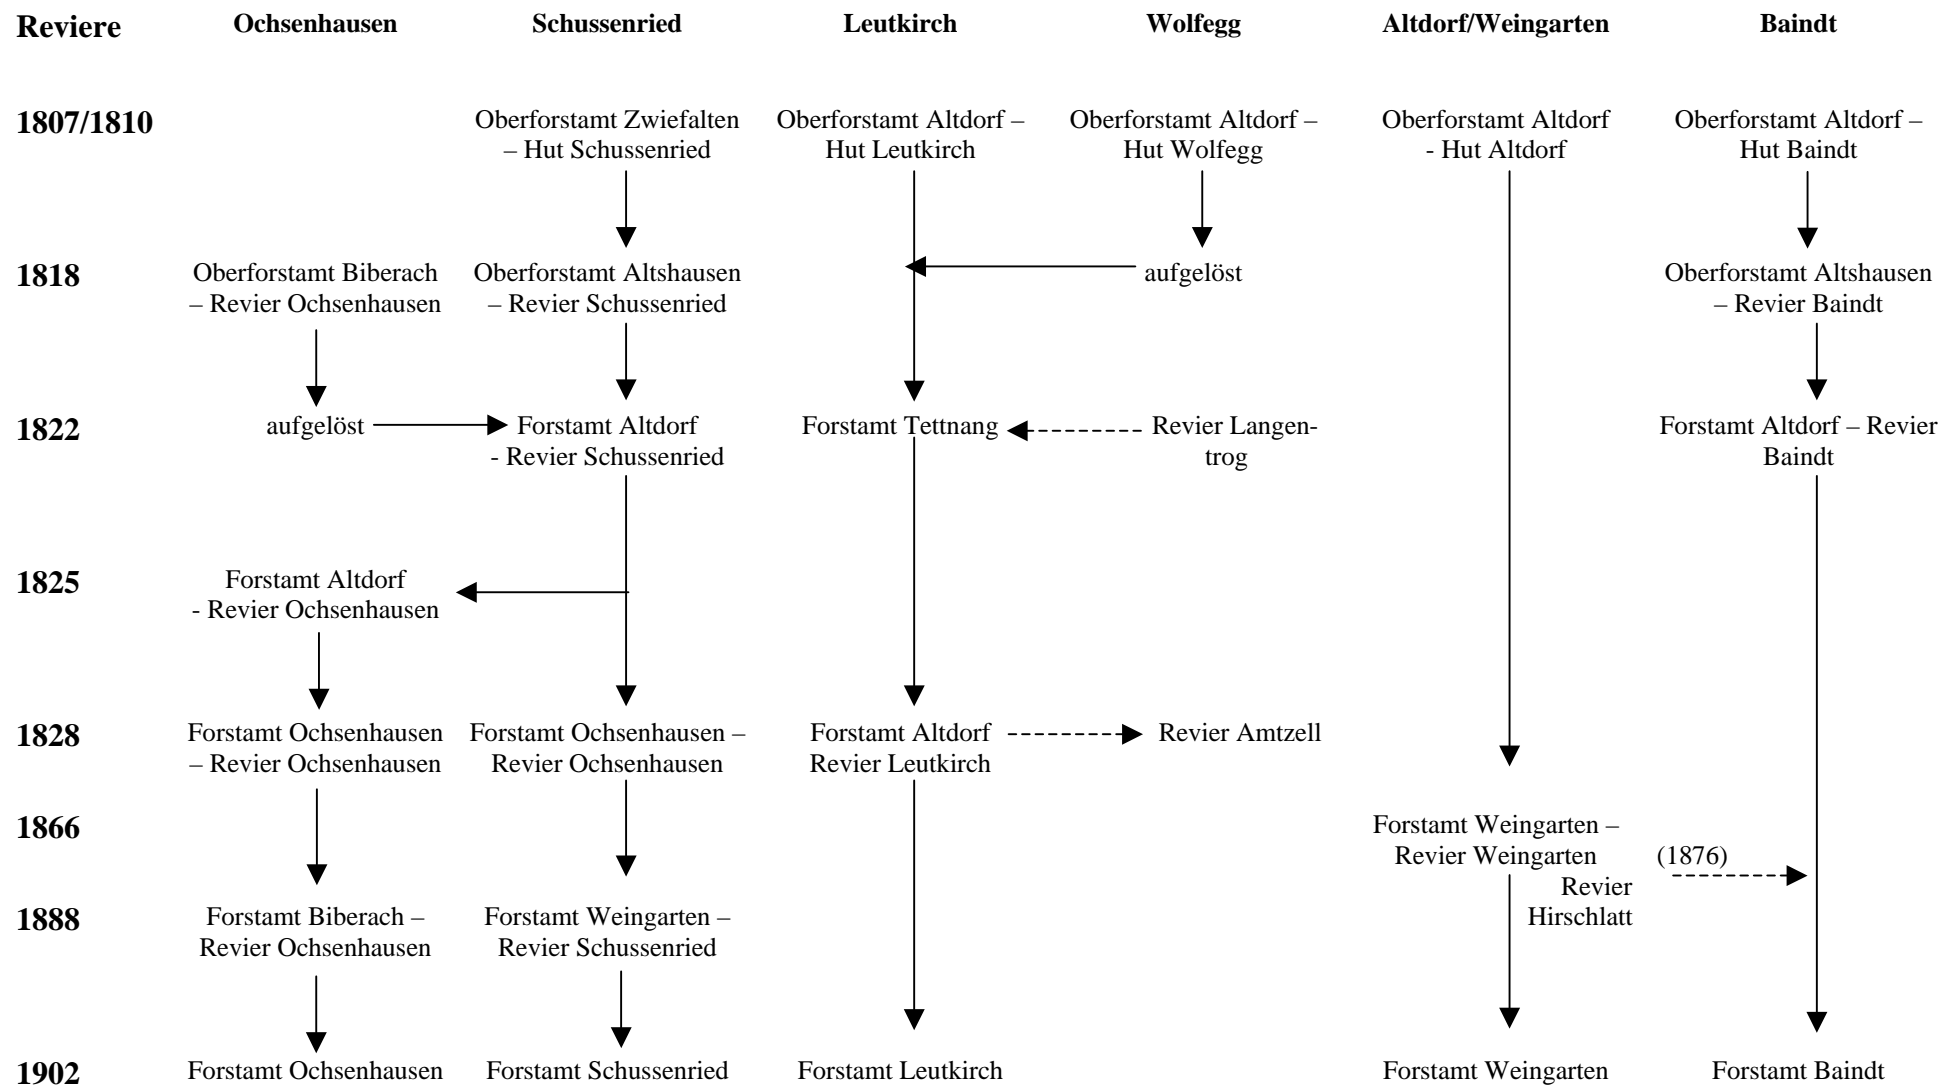 Reviere Ochsenhausen Schussenried Leutkirch Wolfegg Altdorf/Weingarten Baindt
1807/1810 Oberforstamt Zwiefalten Oberforstamt Altdorf – Oberforstamt Altdorf – Oberforstamt Altdorf Oberforstamt Altdorf –
– Hut Schussenried Hut Leutkirch Hut Wolfegg - Hut Altdorf Hut Baindt
1818 Oberforstamt Biberach Oberforstamt Altshausen aufgelöst Oberforstamt Altshausen
– Revier Ochsenhausen – Revier Schussenried – Revier Baindt
1822 aufgelöst Forstamt Altdorf Forstamt Tettnang Revier Langen- Forstamt Altdorf – Revier
- Revier Schussenried trog Baindt
1825 Forstamt Altdorf
- Revier Ochsenhausen
1828 Forstamt Ochsenhausen Forstamt Ochsenhausen – Forstamt Altdorf Revier Amtzell
– Revier Ochsenhausen Revier Ochsenhausen Revier Leutkirch
1866 Forstamt Weingarten –
Revier Weingarten (1876)
Revier
1888 Forstamt Biberach – Forstamt Weingarten – Hirschlatt
Revier Ochsenhausen Revier Schussenried
1902 Forstamt Ochsenhausen Forstamt Schussenried Forstamt Leutkirch Forstamt Weingarten Forstamt Baindt